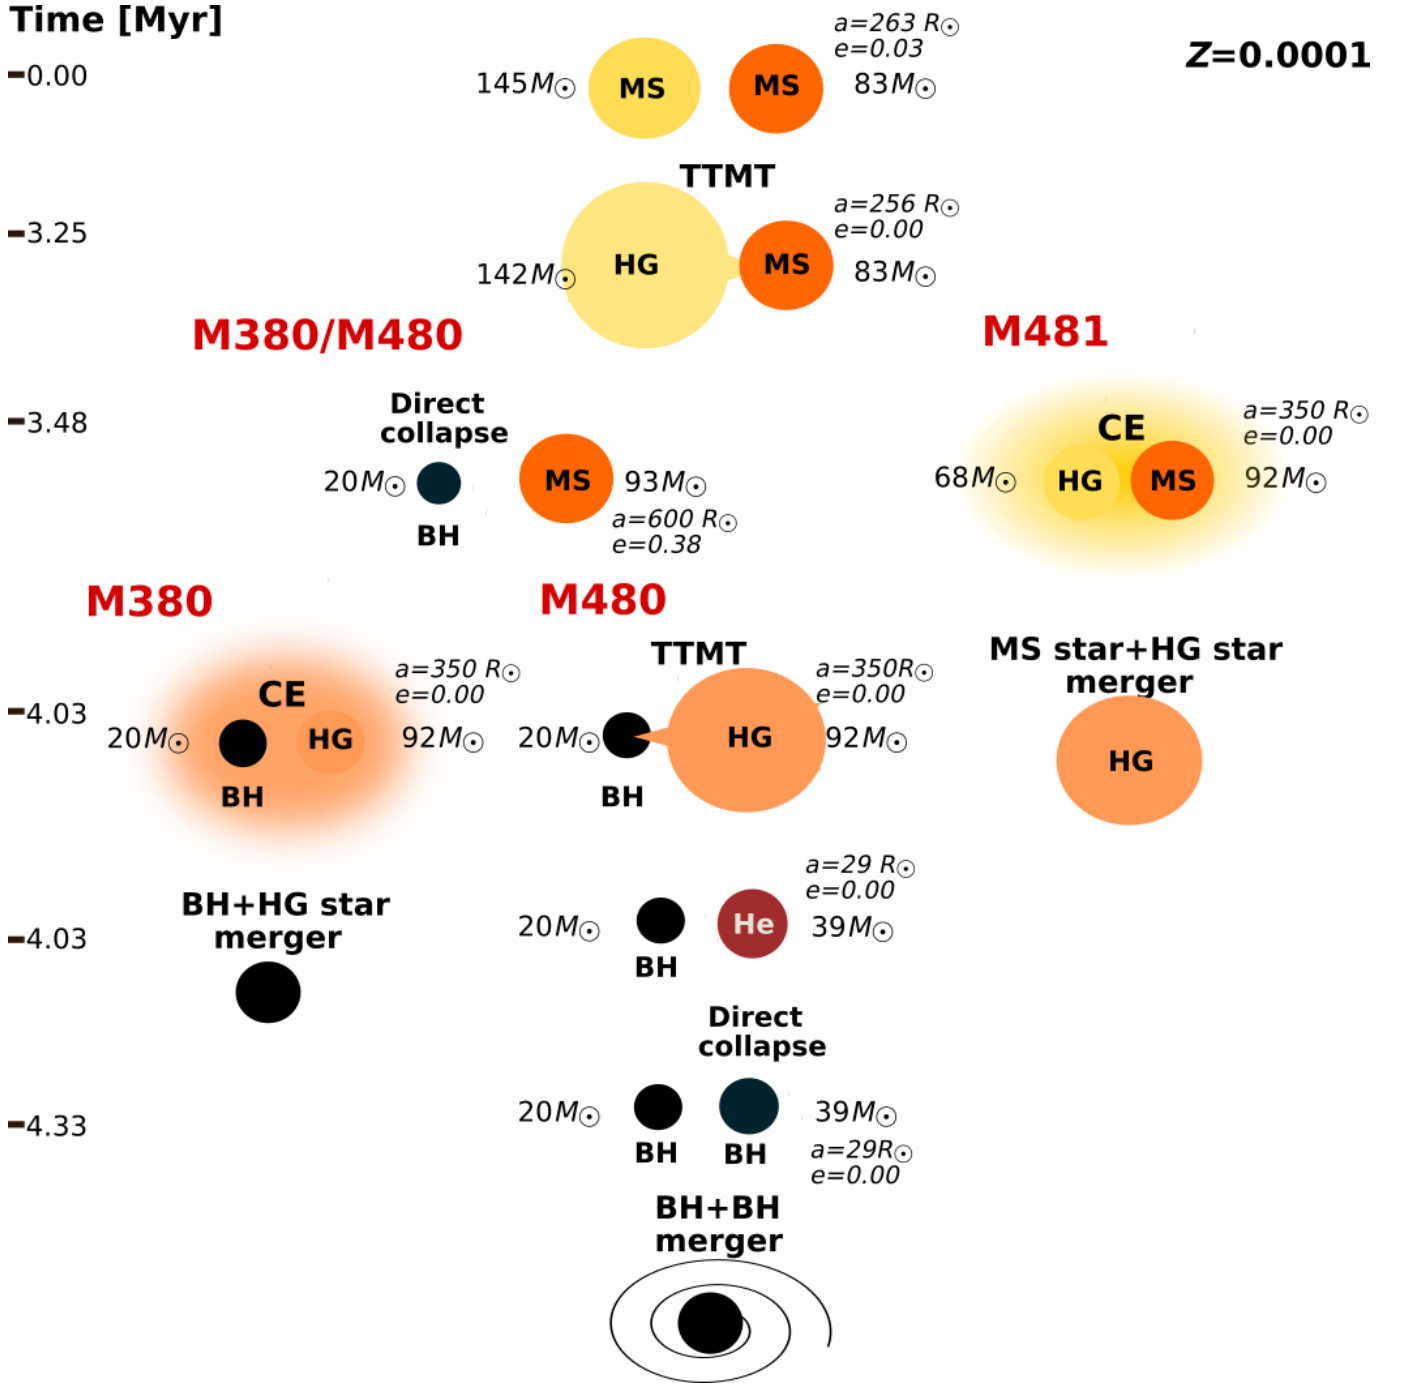 Time [Myr]
Z=0.0001
0.00
145M☉
MS
MS
a=263 R☉
e=0.03
83M☉
TTMT
3.25
142M☉
HG
MS
a=256 R☉
e=0.00
83M☉
M380/M480
M481
3.48
Direct
collapse
20M☉
BH
MS
93M☉
a=600 R☉
e=0.38
CE
68M☉
HG
MS
a=350 R☉
e=0.00
92M☉
M380
M480
4.03
CE
20M☉
BH
HG
a=350 R☉
e=0.00
92M☉
TTMT
20M☉
BH
HG
a=350R☉
e=0.00
92M☉
MS star+HG star
merger
HG
4.03
BH+HG star
merger
20M☉
BH
He
a=29 R☉
e=0.00
39M☉
4.33
Direct
collapse
20M☉
BH
BH
39M☉
a=29R☉
e=0.00
BH+BH
merger